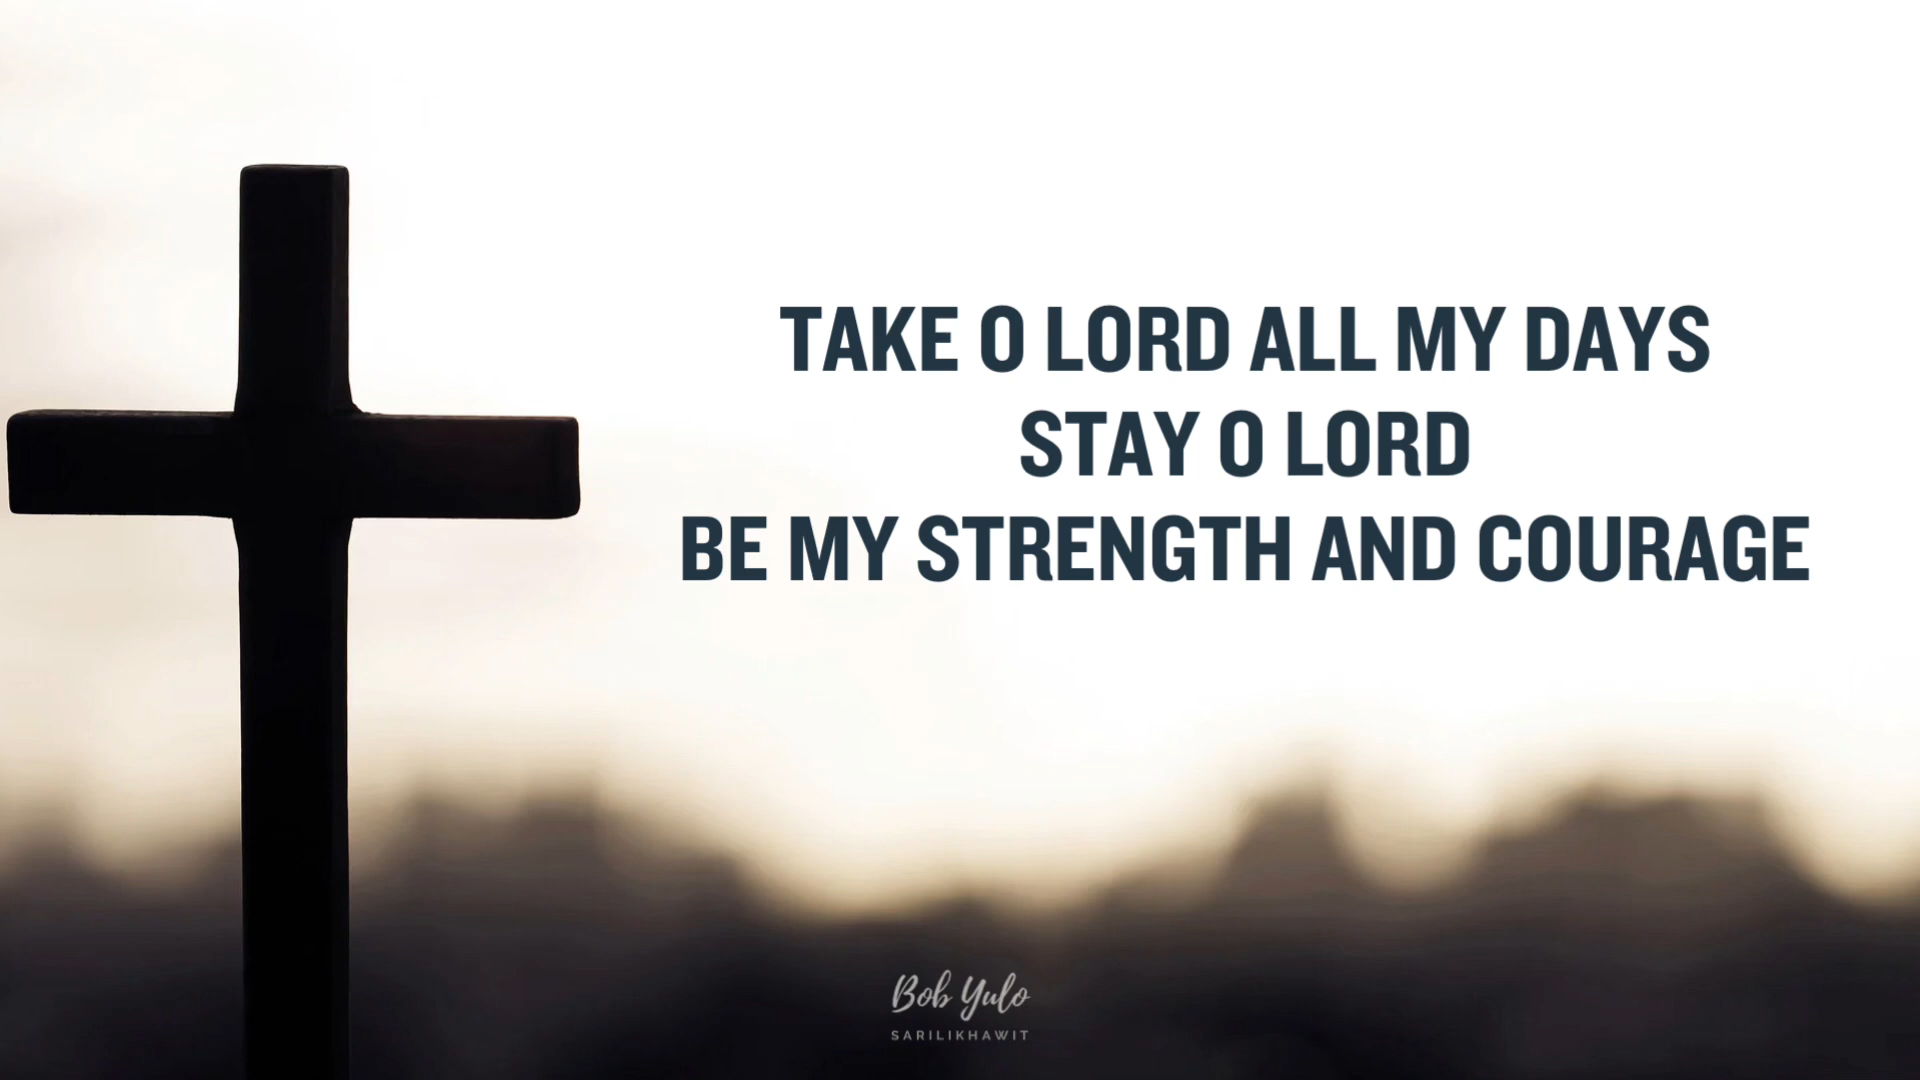 TAKE O LORD ALL MY DAYS
STAY O LORD
BE MY STRENGTH AND COURAGE
Bob Yulo
SARILIKHAWIT